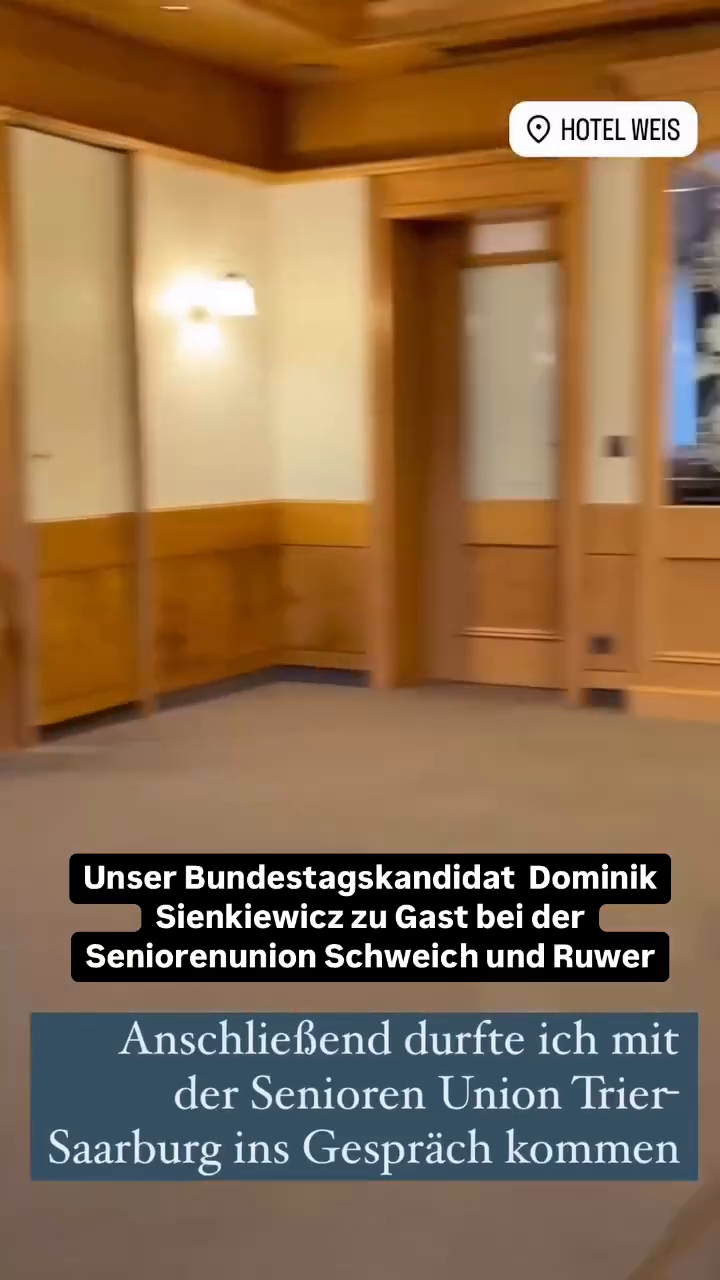 HOTEL WEIS
Unser Bundestagskandidat Dominik
Sienkiewicz zu Gast bei der
Seniorenunion Schweich und Ruwer
Anschließend durfte ich mit
der Senioren Union Trier-
Saarburg ins Gespräch kommen